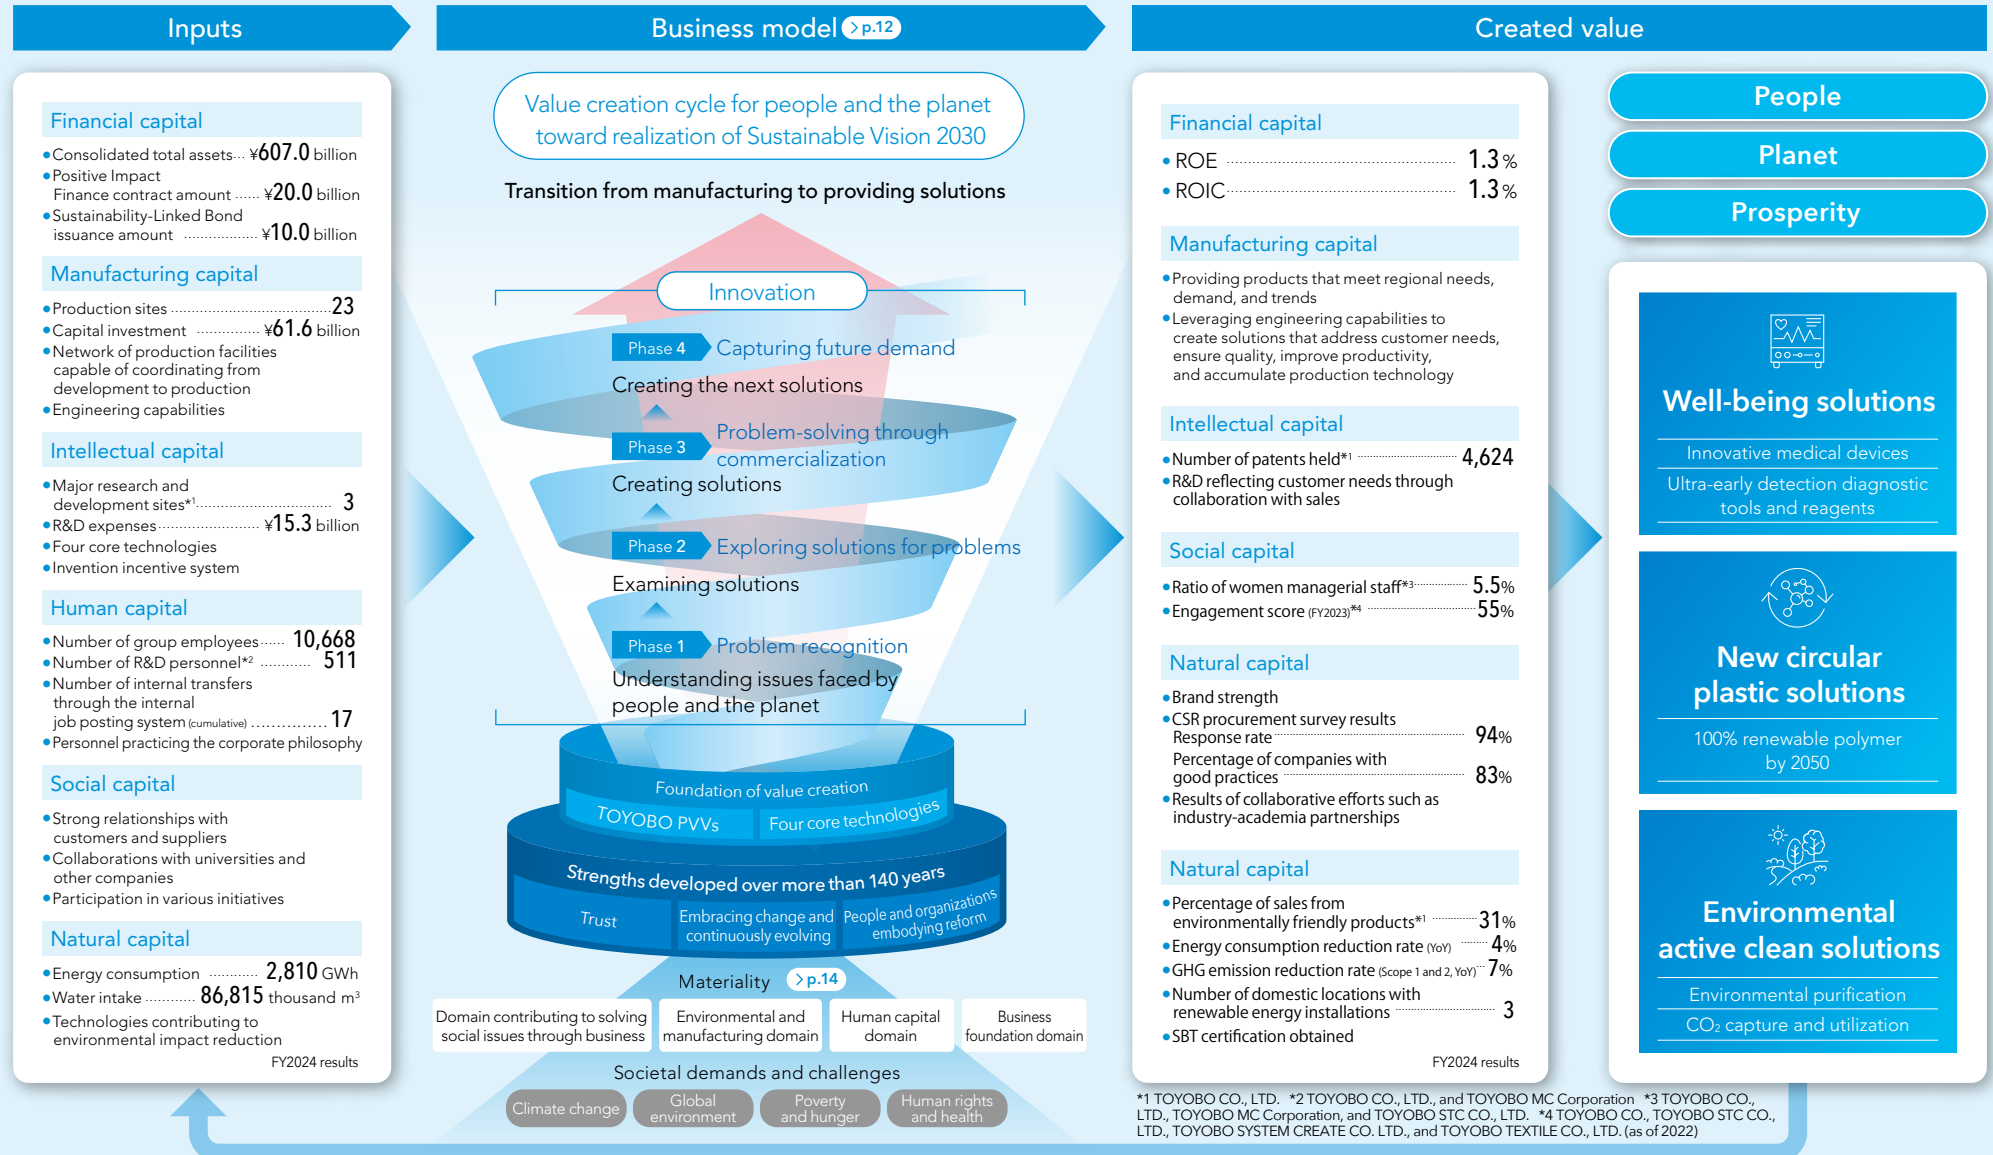 Inputs
Financial capital
•Consolidated total assets... ¥607.0 billion
•Positive Impact
Finance contract amount ...... ¥20.0 billion
•Sustainability-Linked Bond
issuance amount .................. ¥10.0 billion
Manufacturing capital
•Production sites .......................................23
•Capital investment ............... ¥61.6 billion
•Network of production facilities
capable of coordinating from
development to production
•Engineering capabilities
Intellectual capital
•Major research and
development sites*1................................. 3
•R&D expenses......................... ¥15.3 billion
•Four core technologies
•Invention incentive system
Human capital
•Number of group employees...... 10,668
•Number of R&D personnel*2 ............ 511
•Number of internal transfers
through the internal
job posting system (cumulative) ............... 17
•Personnel practicing the corporate philosophy
Social capital
•Strong relationships with
customers and suppliers
•Collaborations with universities and
other companies
•Participation in various initiatives
Natural capital
•Energy consumption ............ 2,810 GWh
•Water intake ............ 86,815 thousand m3
•Technologies contributing to
environmental impact reduction
FY2024 results
Business model >p.12
Value creation cycle for people and the planet
toward realization of Sustainable Vision 2030
Transition from manufacturing to providing solutions
Innovation
Phase 4 Capturing future demand
Creating the next solutions
Phase 3 Problem-solving through
commercialization
Creating solutions
Phase 2 Exploring solutions for problems
Examining solutions
Phase 1 Problem recognition
Understanding issues faced by
people and the planet
Foundation of value creation
TOYOBO PVVs
Four core technologies
Strengths developed over more than 140 years
Trust
Embracing change and
continuously evolving
People and organizations
embodying reform
Materiality >p.14
Domain contributing to solving
social issues through business
Environmental and
manufacturing domain
Human capital
domain
Business
foundation domain
Societal demands and challenges
Climate change
Global
environment
Poverty
and hunger
Human rights
and health
Created value
Financial capital
• ROE ....................................................... 1.3 %
• ROIC....................................................... 1.3 %
Manufacturing capital
•Providing products that meet regional needs,
demand, and trends
•Leveraging engineering capabilities to
create solutions that address customer needs,
ensure quality, improve productivity,
and accumulate production technology
Intellectual capital
•Number of patents held*1 .............................. 4,624
•R&D reflecting customer needs through
collaboration with sales
Social capital
•Ratio of women managerial staff*3................ 5.5%
•Engagement score (FY2023)*4 ................................55%
Natural capital
•Brand strength
•CSR procurement survey results
Response rate........................................................ 94%
Percentage of companies with
good practices ...................................................... 83%
•Results of collaborative efforts such as
industry-academia partnerships
Natural capital
•Percentage of sales from
environmentally friendly products*1 ..............31%
•Energy consumption reduction rate (YoY) ........ 4%
•GHG emission reduction rate (Scope 1 and 2, YoY)... 7%
•Number of domestic locations with
renewable energy installations .............................. 3
•SBT certification obtained
FY2024 results
People
Planet
Prosperity
Well-being solutions
Innovative medical devices
Ultra-early detection diagnostic
tools and reagents
New circular
plastic solutions
100% renewable polymer
by 2050
Environmental
active clean solutions
Environmental purification
CO2 capture and utilization
*1 TOYOBO CO., LTD. *2 TOYOBO CO., LTD., and TOYOBO MC Corporation *3 TOYOBO CO.,
LTD., TOYOBO MC Corporation, and TOYOBO STC CO., LTD. *4 TOYOBO CO., TOYOBO STC CO.,
LTD., TOYOBO SYSTEM CREATE CO. LTD., and TOYOBO TEXTILE CO., LTD. (as of 2022)